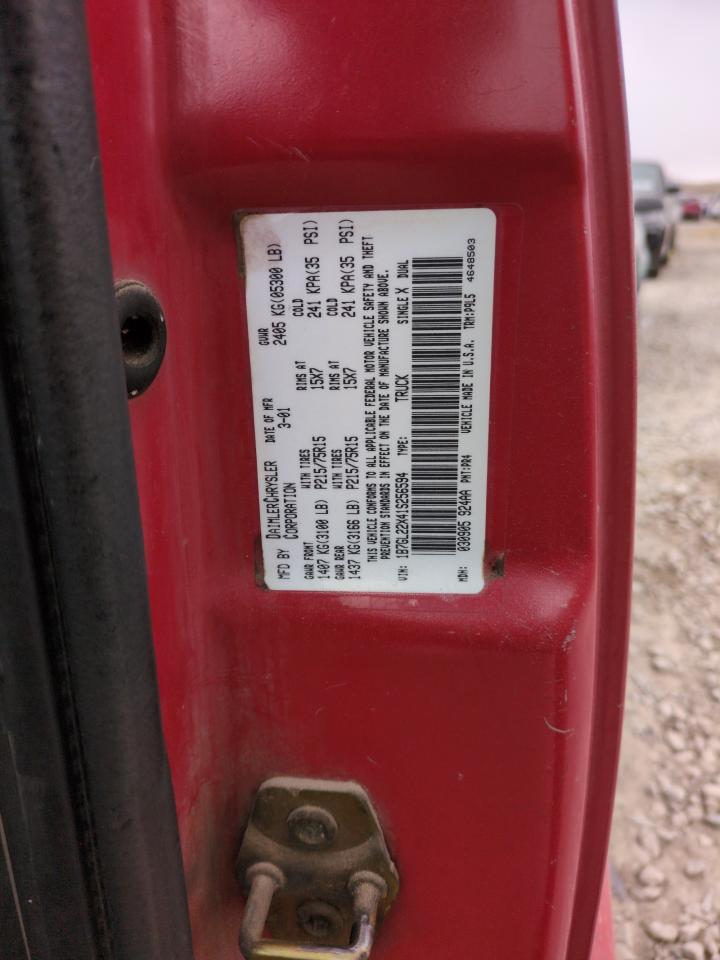 MFD BY DAIMLERCHRYSLER CORPORATION DATE OF MFR 3-01 GVWR 2405 KG(05300 LB)
GAWR FRONT WITH TIRES RIMS AT COLD
1407 KG(3100 LB) P215/75R15 15X7 241 KPA(35 PSI)
GAWR REAR WITH TIRES RIMS AT COLD
1437 KG(3166 LB) P215/75R15 15X7 241 KPA(35 PSI)
THIS VEHICLE CONFORMS TO ALL APPLICABLE FEDERAL MOTOR VEHICLE SAFETY AND THEFT
PREVENTION STANDARDS IN EFFECT ON THE DATE OF MANUFACTURE SHOWN ABOVE.
VIN: 1B7GL22X41S256594 TYPE: TRUCK SINGLE X DUAL
MDH: 030905 924AA PNT:PR4 VEHICLE MADE IN U.S.A. TRM:P9L5 4648503